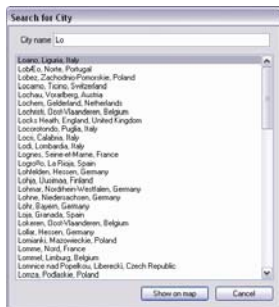 Search for City
City name Lo
Loano, Liguria, Italy
LobÆo, Norte, Portugal
Lobez, Zachodnio-Pomorskie, Poland
Locarno, Ticino, Switzerland
Lochau, Vorarlberg, Austria
Lochem, Gelderland, Netherlands
Lochristi, Oost-Vlaanderen, Belgium
Locks Heath, England, United Kingdom
Locorotondo, Puglia, Italy
Locri, Calabria, Italy
Lodi, Lombardia, Italy
Lognes, Seine-et-Marne, France
Logroño, La Rioja, Spain
Lohfelden, Hessen, Germany
Lohja, Uusimaa, Finland
Lohmar, Nordrhein-Westfalen, Germany
Lohne, Niedersachsen, Germany
Lohr, Bayern, Germany
Loja, Granada, Spain
Lokeren, Oost-Vlaanderen, Belgium
Lollar, Hessen, Germany
Lomianki, Mazowieckie, Poland
Lomme, Nord, France
Lommel, Limburg, Belgium
Lomnice nad Popelkou, Liberecki, Czech Republic
Lomza, Podlaskie, Poland
Show on map
Cancel